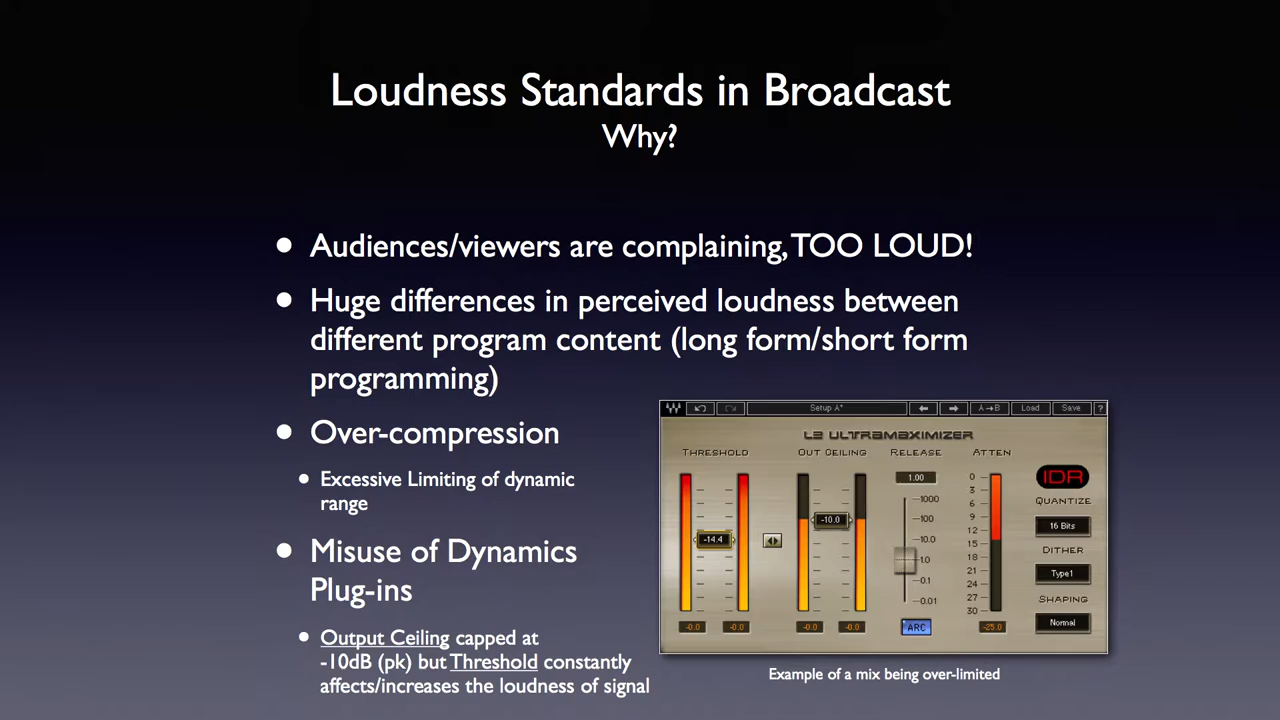 Loudness Standards in Broadcast
Why?
• Audiences/viewers are complaining, TOO LOUD!
• Huge differences in perceived loudness between
different program content (long form/short form
programming)
• Over-compression
• Excessive Limiting of dynamic
range
• Misuse of Dynamics
Plug-ins
• Output Ceiling capped at
-10dB (pk) but Threshold constantly
affects/increases the loudness of signal
Setup A* A→B Load Save ?
L2 ULTRAMAXIMIZER
THRESHOLD OUT CEILING RELEASE ATTEN
1.00
-14.4
-10.0
1000
100
10.0
1.0
0.1
0.01
0
3
6
9
12
15
18
21
24
27
30
IDR
QUANTIZE
16 Bits
DITHER
Type1
SHAPING
Normal
-0.0 -0.0 -0.0 -0.0 ARC -25.0
Example of a mix being over-limited